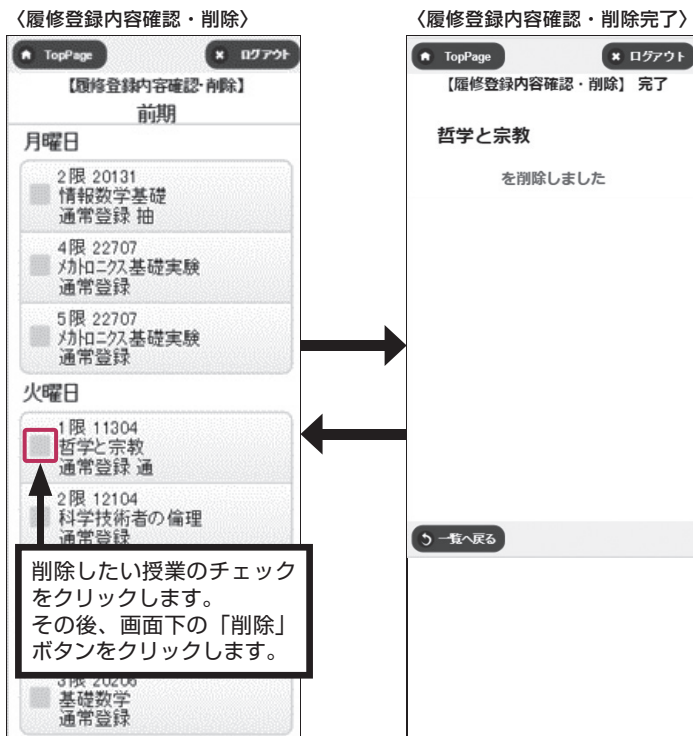 〈履修登録内容確認・削除〉
TopPage
ログアウト
【履修登録内容確認・削除】
前期
月曜日
2限 20131
情報数学基礎
通常登録 抽
4限 22707
メカトロニクス基礎実験
通常登録
5限 22707
メカトロニクス基礎実験
通常登録
火曜日
1限 11304
哲学と宗教
通常登録 通
2限 12104
科学技術者の倫理
通常登録
削除したい授業のチェック
をクリックします。
その後、画面下の「削除」
ボタンをクリックします。
3限 20206
基礎数学
通常登録
〈履修登録内容確認・削除完了〉
TopPage
ログアウト
【履修登録内容確認・削除】 完了
哲学と宗教
を削除しました
一覧へ戻る